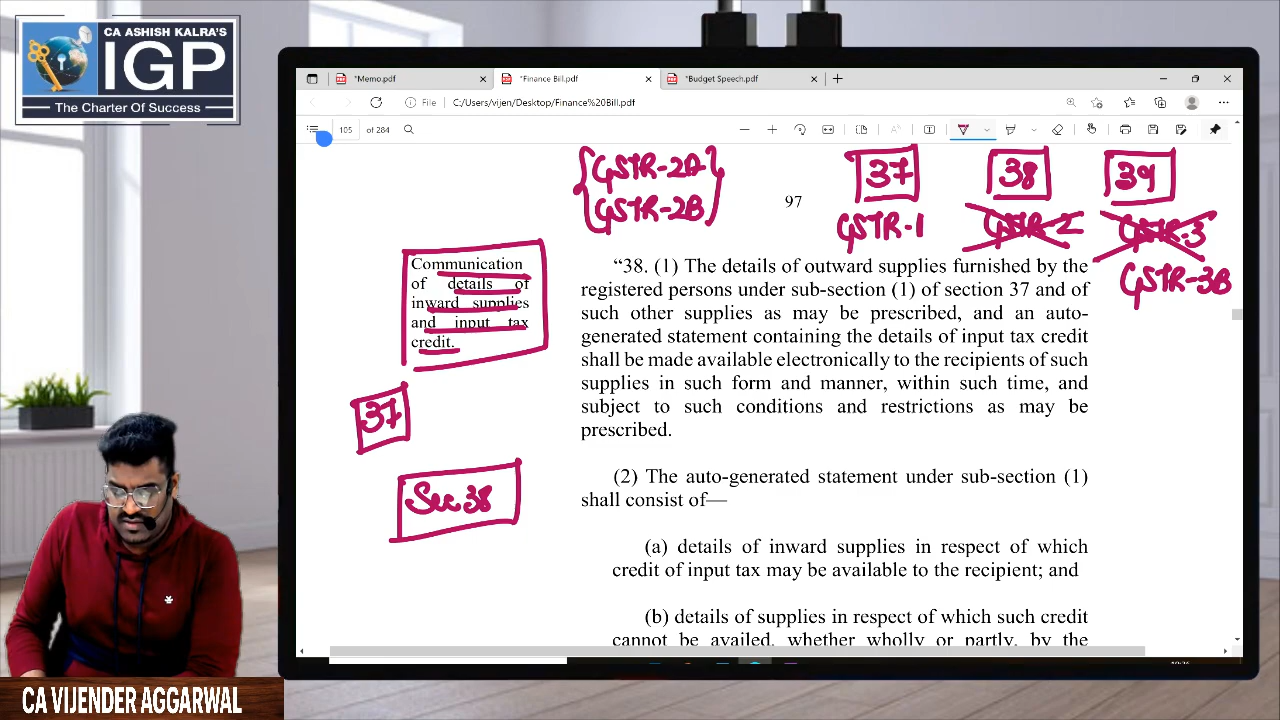 CA ASHISH KALRA'S
IGP
The Charter Of Success
*Memo.pdf
*Finance Bill.pdf
*Budget Speech.pdf
File
C:/Users/vijen/Desktop/Finance%20Bill.pdf
105 of 284
GSTR-2A
GSTR-2B
97
37
38
39
GSTR-1
GSTR-2
GSTR-3
GSTR-3B
Communication
of details of
inward supplies
and input tax
credit.
37
Sec 38
“38. (1) The details of outward supplies furnished by the
registered persons under sub-section (1) of section 37 and of
such other supplies as may be prescribed, and an auto-
generated statement containing the details of input tax credit
shall be made available electronically to the recipients of such
supplies in such form and manner, within such time, and
subject to such conditions and restrictions as may be
prescribed.
(2) The auto-generated statement under sub-section (1)
shall consist of—
(a) details of inward supplies in respect of which
credit of input tax may be available to the recipient; and
(b) details of supplies in respect of which such credit
cannot be availed, whether wholly or partly, by the
CA VIJENDER AGGARWAL